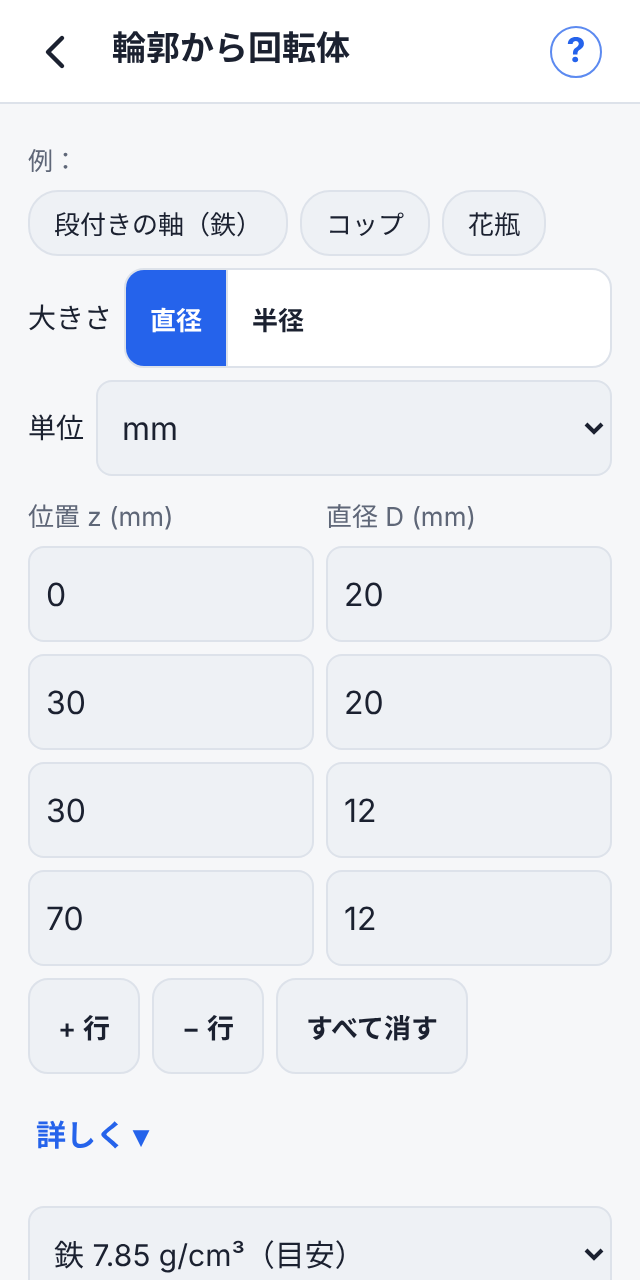 輪郭から回転体
?
例：
段付きの軸（鉄） コップ 花瓶
大きさ 直径 半径
単位 mm
位置 z (mm) 直径 D (mm)
0 20
30 20
30 12
70 12
+ 行 − 行 すべて消す
詳しく ▼
鉄 7.85 g/cm³（目安）